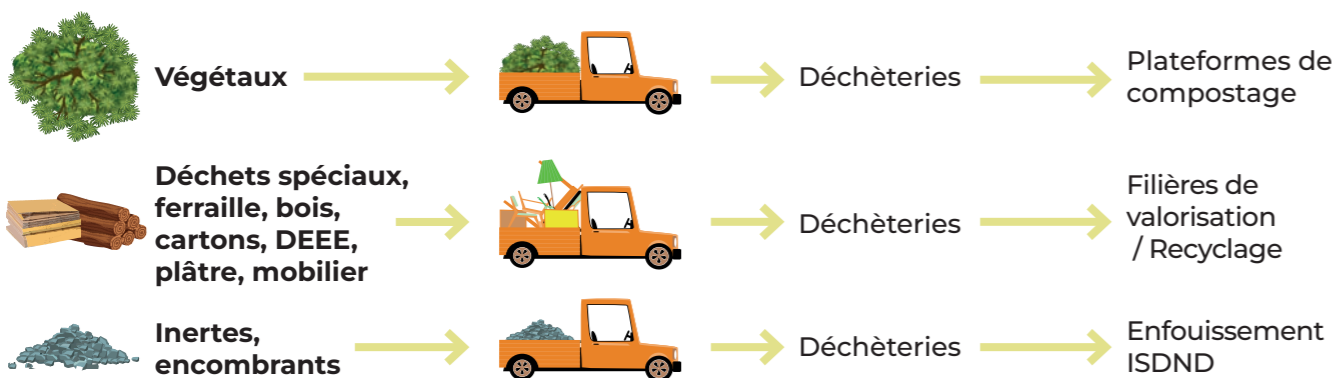 Végétaux
Déchèteries
Plateformes de
compostage
Déchets spéciaux,
ferraille, bois,
cartons, DEEE,
plâtre, mobilier
Déchèteries
Filières de
valorisation
/ Recyclage
Inertes,
encombrants
Déchèteries
Enfouissement
ISDND